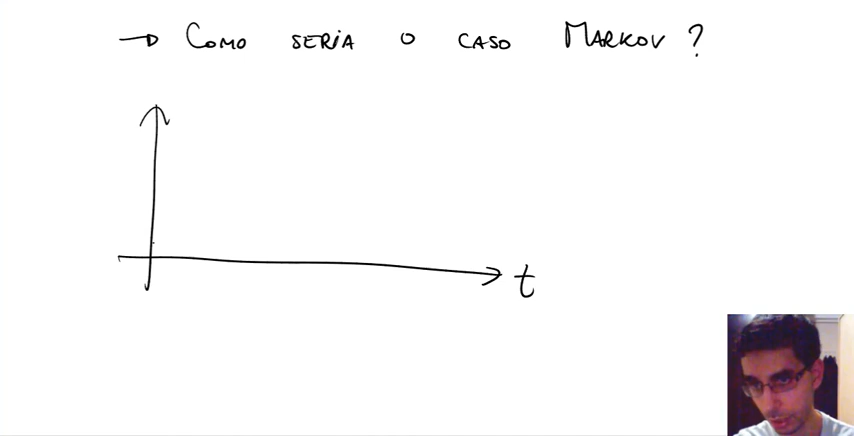 → COMO SERIA O CASO MARKOV ?
t